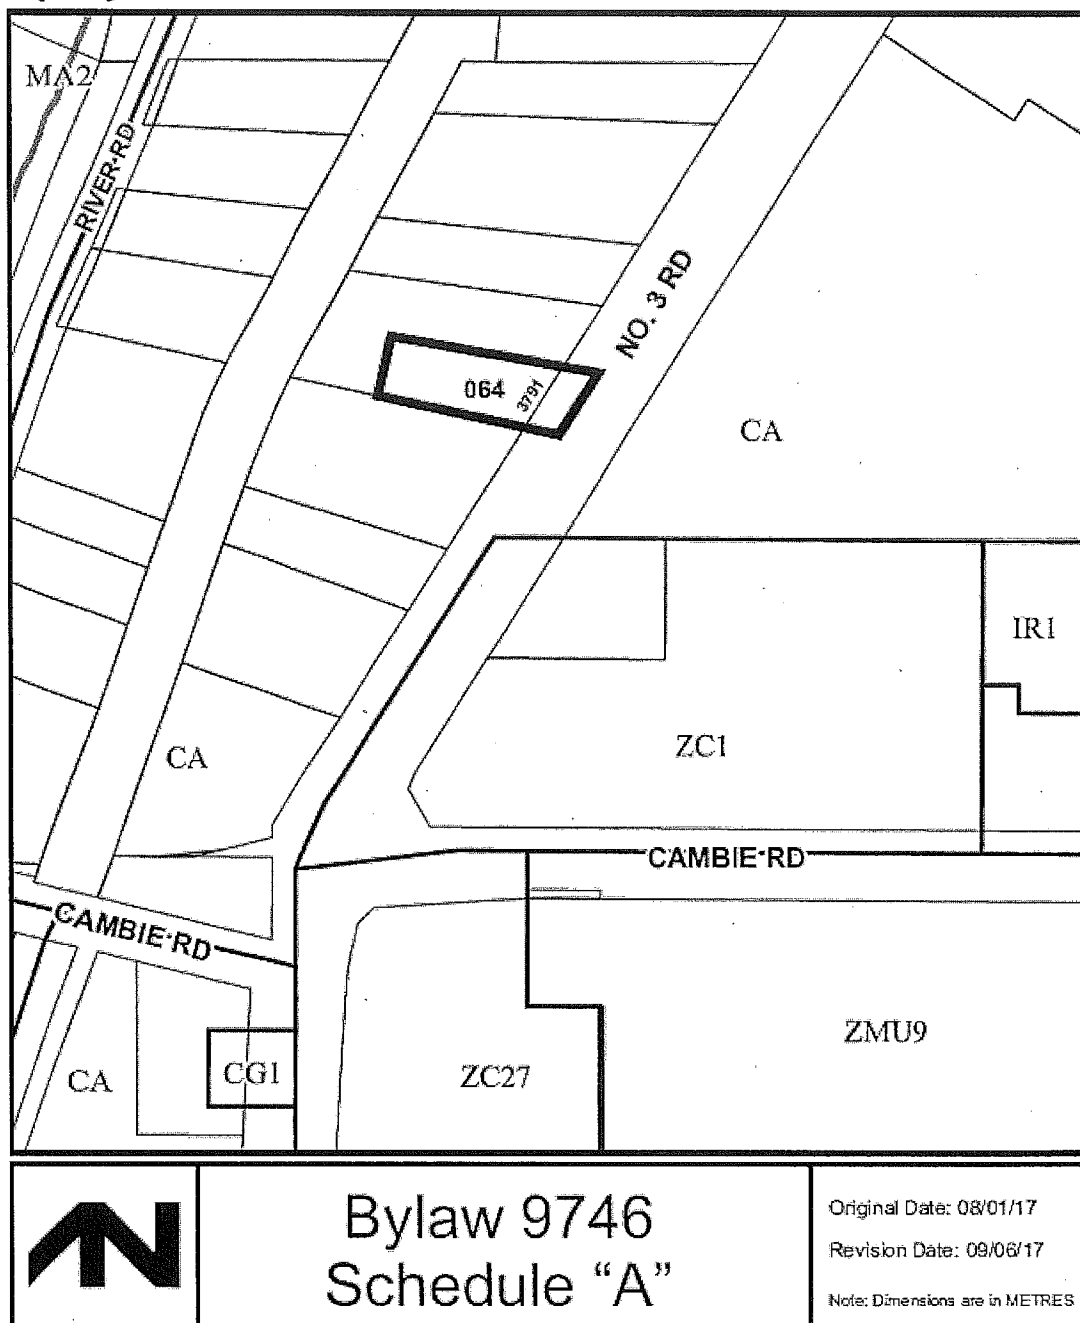 MA2
RIVER RD
NO. 3 RD
064
3791
CA
IR1
ZC1
CA
CAMBIE RD
CAMBIE RD
ZMU9
CA
CG1
ZC27
Bylaw 9746
Schedule “A”
Original Date: 08/01/17
Revision Date: 09/06/17
Note: Dimensions are in METRES